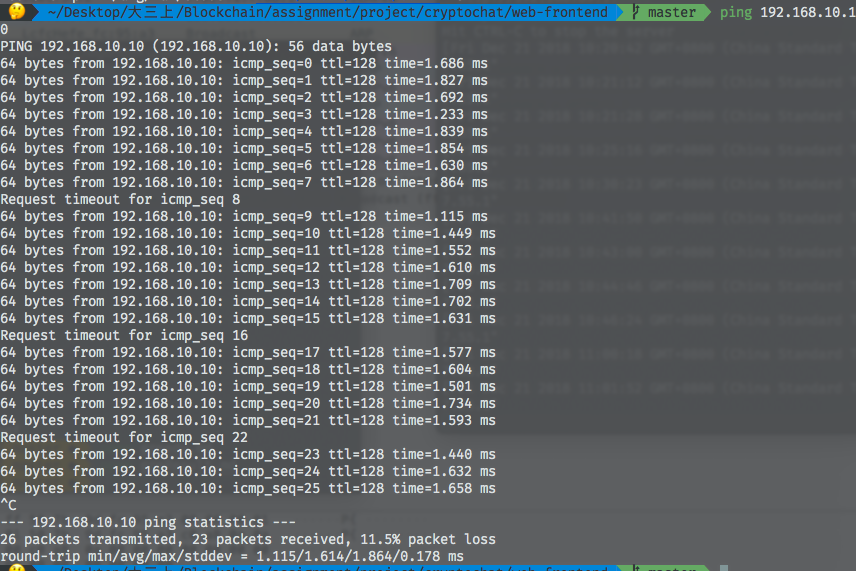 ~/Desktop/大三上/Blockchain/assignment/project/cryptochat/web-frontend master ping 192.168.10.1
0
PING 192.168.10.10 (192.168.10.10): 56 data bytes
64 bytes from 192.168.10.10: icmp_seq=0 ttl=128 time=1.686 ms
64 bytes from 192.168.10.10: icmp_seq=1 ttl=128 time=1.827 ms
64 bytes from 192.168.10.10: icmp_seq=2 ttl=128 time=1.692 ms
64 bytes from 192.168.10.10: icmp_seq=3 ttl=128 time=1.233 ms
64 bytes from 192.168.10.10: icmp_seq=4 ttl=128 time=1.839 ms
64 bytes from 192.168.10.10: icmp_seq=5 ttl=128 time=1.854 ms
64 bytes from 192.168.10.10: icmp_seq=6 ttl=128 time=1.630 ms
64 bytes from 192.168.10.10: icmp_seq=7 ttl=128 time=1.864 ms
Request timeout for icmp_seq 8
64 bytes from 192.168.10.10: icmp_seq=9 ttl=128 time=1.115 ms
64 bytes from 192.168.10.10: icmp_seq=10 ttl=128 time=1.449 ms
64 bytes from 192.168.10.10: icmp_seq=11 ttl=128 time=1.552 ms
64 bytes from 192.168.10.10: icmp_seq=12 ttl=128 time=1.610 ms
64 bytes from 192.168.10.10: icmp_seq=13 ttl=128 time=1.709 ms
64 bytes from 192.168.10.10: icmp_seq=14 ttl=128 time=1.702 ms
64 bytes from 192.168.10.10: icmp_seq=15 ttl=128 time=1.631 ms
Request timeout for icmp_seq 16
64 bytes from 192.168.10.10: icmp_seq=17 ttl=128 time=1.577 ms
64 bytes from 192.168.10.10: icmp_seq=18 ttl=128 time=1.604 ms
64 bytes from 192.168.10.10: icmp_seq=19 ttl=128 time=1.501 ms
64 bytes from 192.168.10.10: icmp_seq=20 ttl=128 time=1.734 ms
64 bytes from 192.168.10.10: icmp_seq=21 ttl=128 time=1.593 ms
Request timeout for icmp_seq 22
64 bytes from 192.168.10.10: icmp_seq=23 ttl=128 time=1.440 ms
64 bytes from 192.168.10.10: icmp_seq=24 ttl=128 time=1.632 ms
64 bytes from 192.168.10.10: icmp_seq=25 ttl=128 time=1.658 ms
^C
--- 192.168.10.10 ping statistics ---
26 packets transmitted, 23 packets received, 11.5% packet loss
round-trip min/avg/max/stddev = 1.115/1.614/1.864/0.178 ms
~/Desktop/大三上/Blockchain/assignment/project/cryptochat/web-frontend master